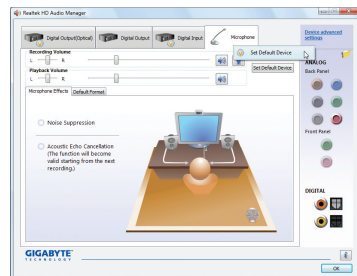 Realtek HD Audio Manager
Digital Output(Optical)
Digital Output
Digital Input
Microphone
Device advanced
settings
Recording Volume
L
R
Set Default Device
Playback Volume
L
R
Set Default Device
Microphone Effects
Default Format
Noise Suppression
Acoustic Echo Cancellation
(The function will become
valid starting from the next
recording.)
ANALOG
Back Panel
Front Panel
DIGITAL
GIGABYTE™
TECHNOLOGY
i
OK